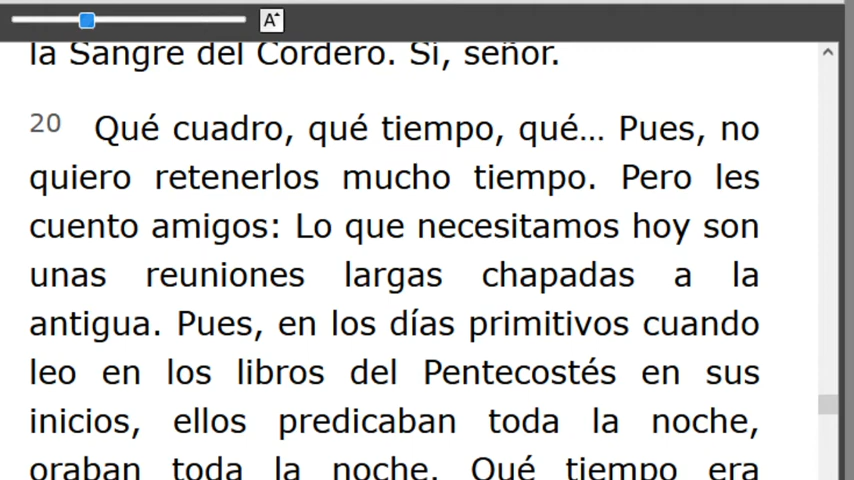 A
la Sangre del Cordero. Sí, señor.
20 Qué cuadro, qué tiempo, qué... Pues, no
quiero retenerlos mucho tiempo. Pero les
cuento amigos: Lo que necesitamos hoy son
unas reuniones largas chapadas a la
antigua. Pues, en los días primitivos cuando
leo en los libros del Pentecostés en sus
inicios, ellos predicaban toda la noche,
oraban toda la noche. Qué tiempo era